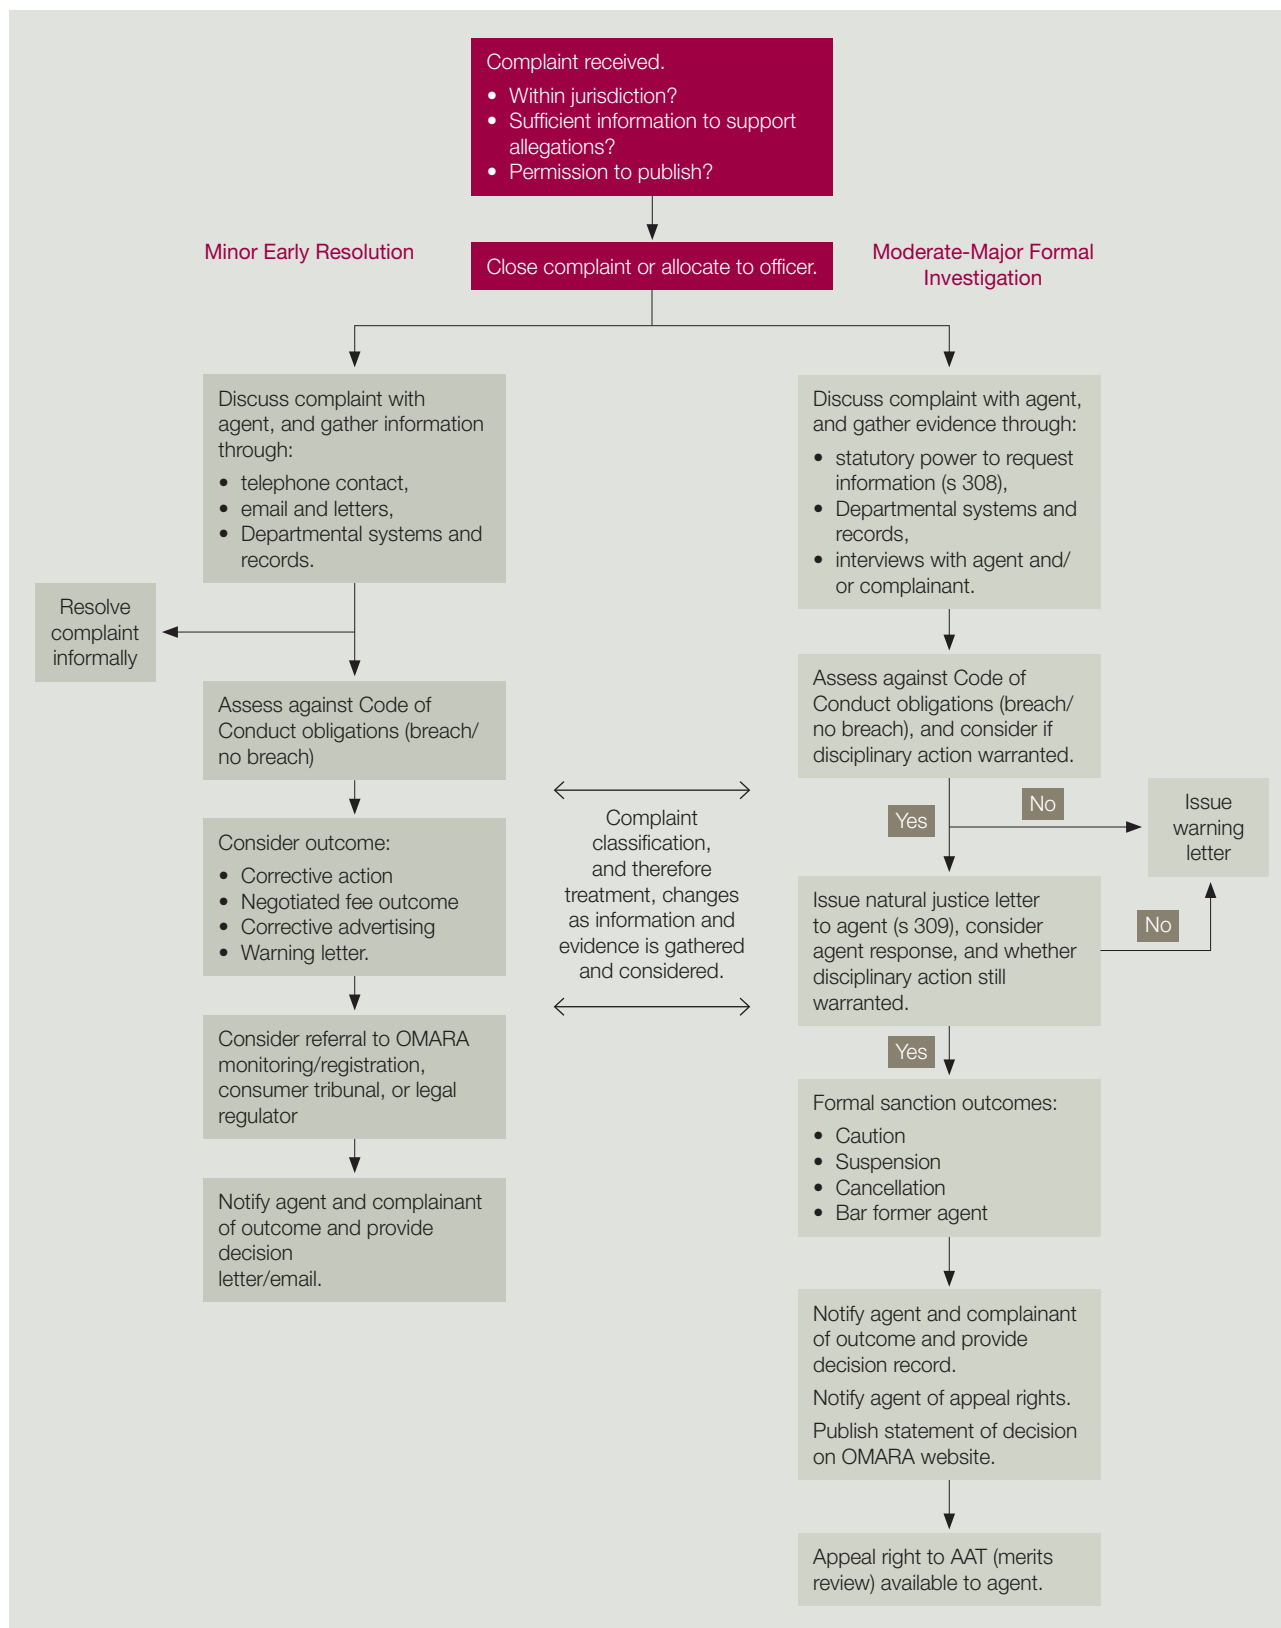 Complaint received.
• Within jurisdiction?
• Sufficient information to support
allegations?
• Permission to publish?
Minor Early Resolution
Close complaint or allocate to officer.
Moderate-Major Formal
Investigation
Discuss complaint with
agent, and gather information
through:
• telephone contact,
• email and letters,
• Departmental systems and
records.
Resolve
complaint
informally
Assess against Code of
Conduct obligations (breach/
no breach)
Consider outcome:
• Corrective action
• Negotiated fee outcome
• Corrective advertising
• Warning letter.
Consider referral to OMARA
monitoring/registration,
consumer tribunal, or legal
regulator
Notify agent and complainant
of outcome and provide
decision
letter/email.
Complaint
classification,
and therefore
treatment, changes
as information and
evidence is gathered
and considered.
Discuss complaint with agent,
and gather evidence through:
• statutory power to request
information (s 308),
• Departmental systems and
records,
• interviews with agent and/
or complainant.
Assess against Code of
Conduct obligations (breach/
no breach), and consider if
disciplinary action warranted.
Yes
No
Issue
warning
letter
Issue natural justice letter
to agent (s 309), consider
agent response, and whether
disciplinary action still
warranted.
No
Yes
Formal sanction outcomes:
• Caution
• Suspension
• Cancellation
• Bar former agent
Notify agent and complainant
of outcome and provide
decision record.
Notify agent of appeal rights.
Publish statement of decision
on OMARA website.
Appeal right to AAT (merits
review) available to agent.